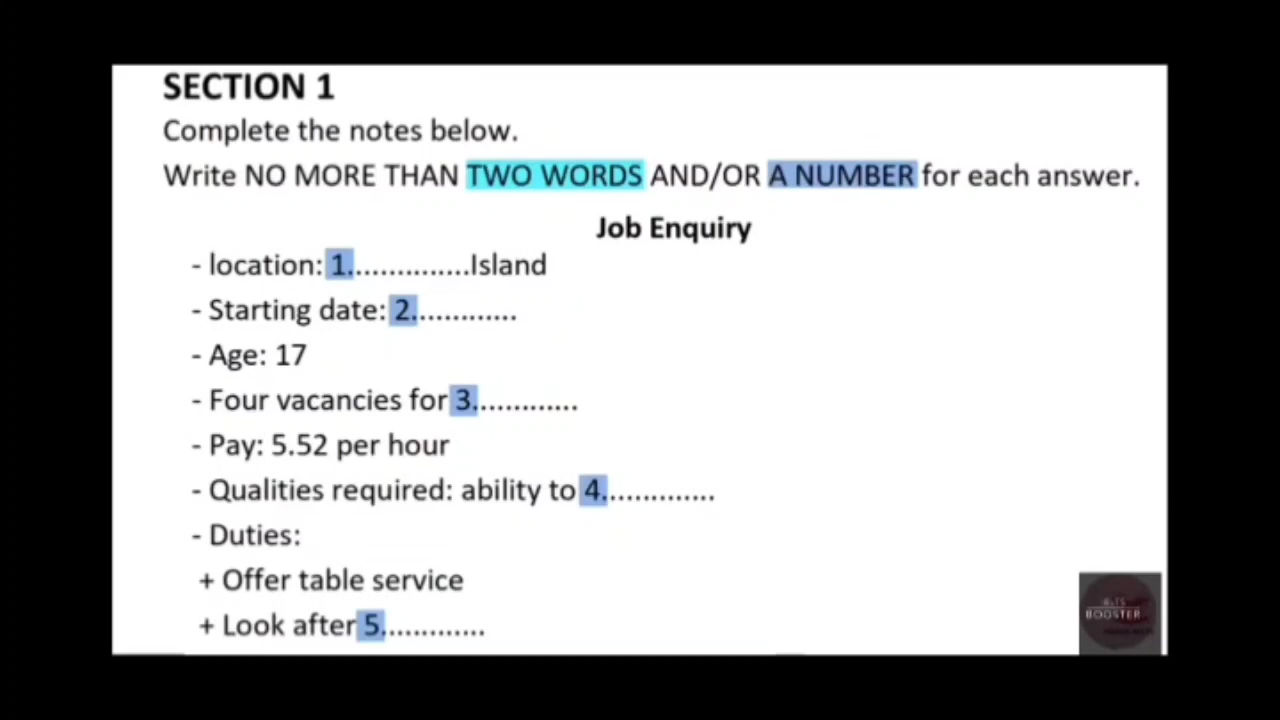 SECTION 1
Complete the notes below.
Write NO MORE THAN TWO WORDS AND/OR A NUMBER for each answer.
Job Enquiry
- location: 1...............Island
- Starting date: 2............
- Age: 17
- Four vacancies for 3............
- Pay: 5.52 per hour
- Qualities required: ability to 4.............
- Duties:
+ Offer table service
+ Look after 5.............
IELTS
BOOSTER